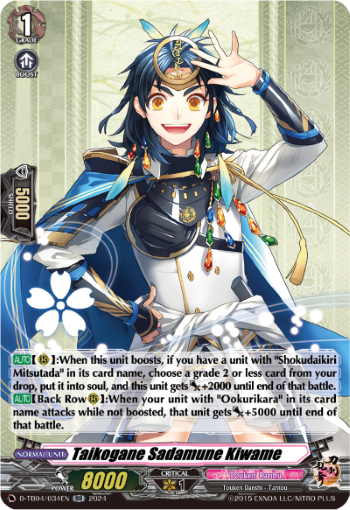 1
GRADE
BOOST
5000
SHIELD
AUTO【RC】:When this unit boosts, if you have a unit with "Shokudaikiri
Mitsutada" in its card name, choose a grade 2 or less card from your
drop, put it into soul, and this unit gets +2000 until end of that battle.
AUTO【Back Row RC】:When your unit with "Ookurikara" in its card
name attacks while not boosted, that unit gets +5000 until end of that
battle.
NORMAL UNIT
Taikogane Sadamune Kiwame
POWER
8000
CRITICAL
1
Touken Ranbu
Touken Danshi - Tantou
D-TB04/031EN RR 2024
©2015 EXNOA LLC/NITRO PLUS